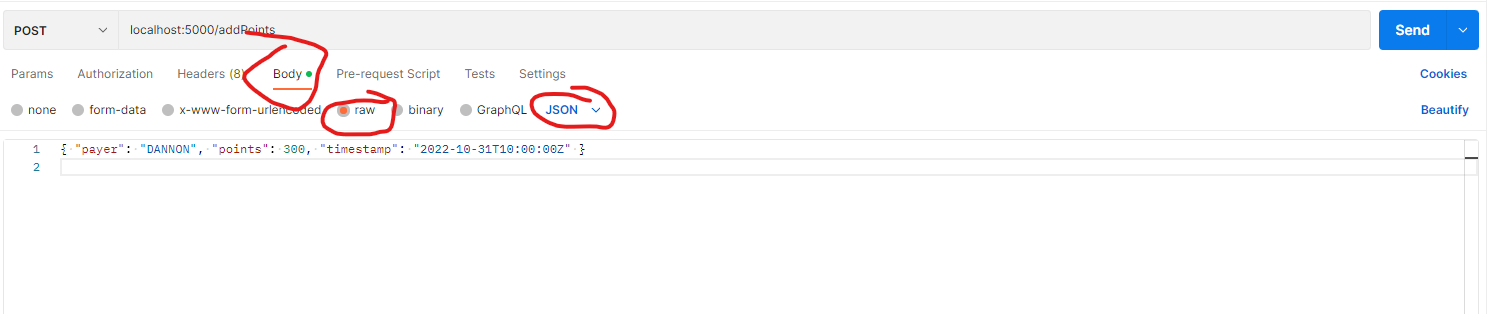 POST localhost:5000/addPoints Send
Params Authorization Headers (8) Body Pre-request Script Tests Settings Cookies
none form-data x-www-form-urlencoded raw binary GraphQL JSON Beautify
1 { "payer": "DANNON", "points": 300, "timestamp": "2022-10-31T10:00:00Z" }
2